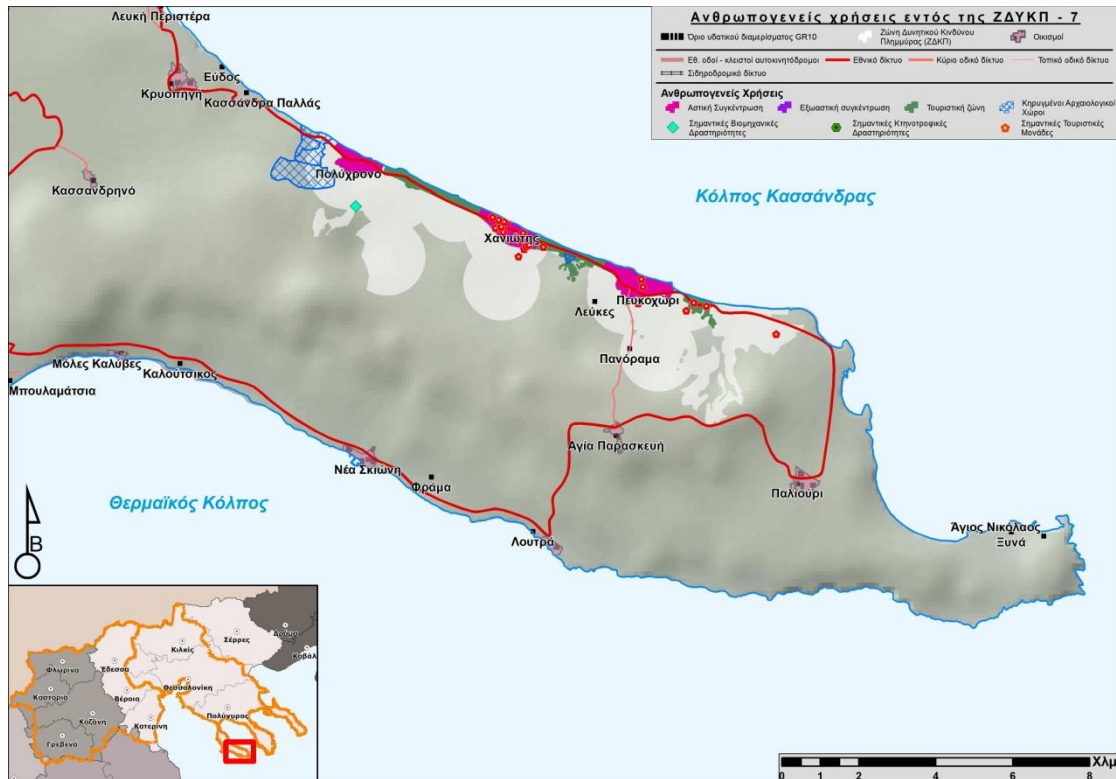 Ανθρωπογενείς χρήσεις εντός της ΖΔΥΚΠ - 7
Όριο υδατικού διαμερίσματος GR10
Ζώνη Δυνητικού Κινδύνου
Πλημμύρας (ΖΔΚΠ)
Οικισμοί
Εθ. οδοί - κλειστοί αυτοκινητόδρομοι
Εθνικό δίκτυο
Κύριο οδικό δίκτυο
Τοπικό οδικό δίκτυο
Σιδηροδρομικό δίκτυο
Ανθρωπογενείς Χρήσεις
Αστική Συγκέντρωση
Εξωαστική συγκέντρωση
Τουριστική ζώνη
Κηρυγμένοι Αρχαιολογικοί
Χώροι
Σημαντικές Βιομηχανικές
Δραστηριότητες
Σημαντικές Κτηνοτροφικές
Δραστηριότητες
Σημαντικές Τουριστικές
Μονάδες
Λευκή Περιστέρα
Εύδος
Κρυοπηγή
Κασσάνδρα Παλλάς
Κασσανδρηνό
Πολύχρονο
Κόλπος Κασσάνδρας
Χανιώτης
Πευκοχώρι
Λεύκες
Πανόραμα
Μόλες Καλύβες
Καλούτσικος
Μπουλαμάτσια
Αγία Παρασκευή
Νέα Σκιώνη
Φράμα
Παλιούρι
Θερμαϊκός Κόλπος
Λουτρά
Άγιος Νικόλαος
Ξυνά
Β
Σέρρες
Δράμα
Κιλκίς
Φλώρινα
Έδεσσα
Θεσσαλονίκη
Καστοριά
Βέροια
Πολύγυρος
Κοζάνη
Κατερίνη
Γρεβενά
Χλμ
0 1 2 4 6 8